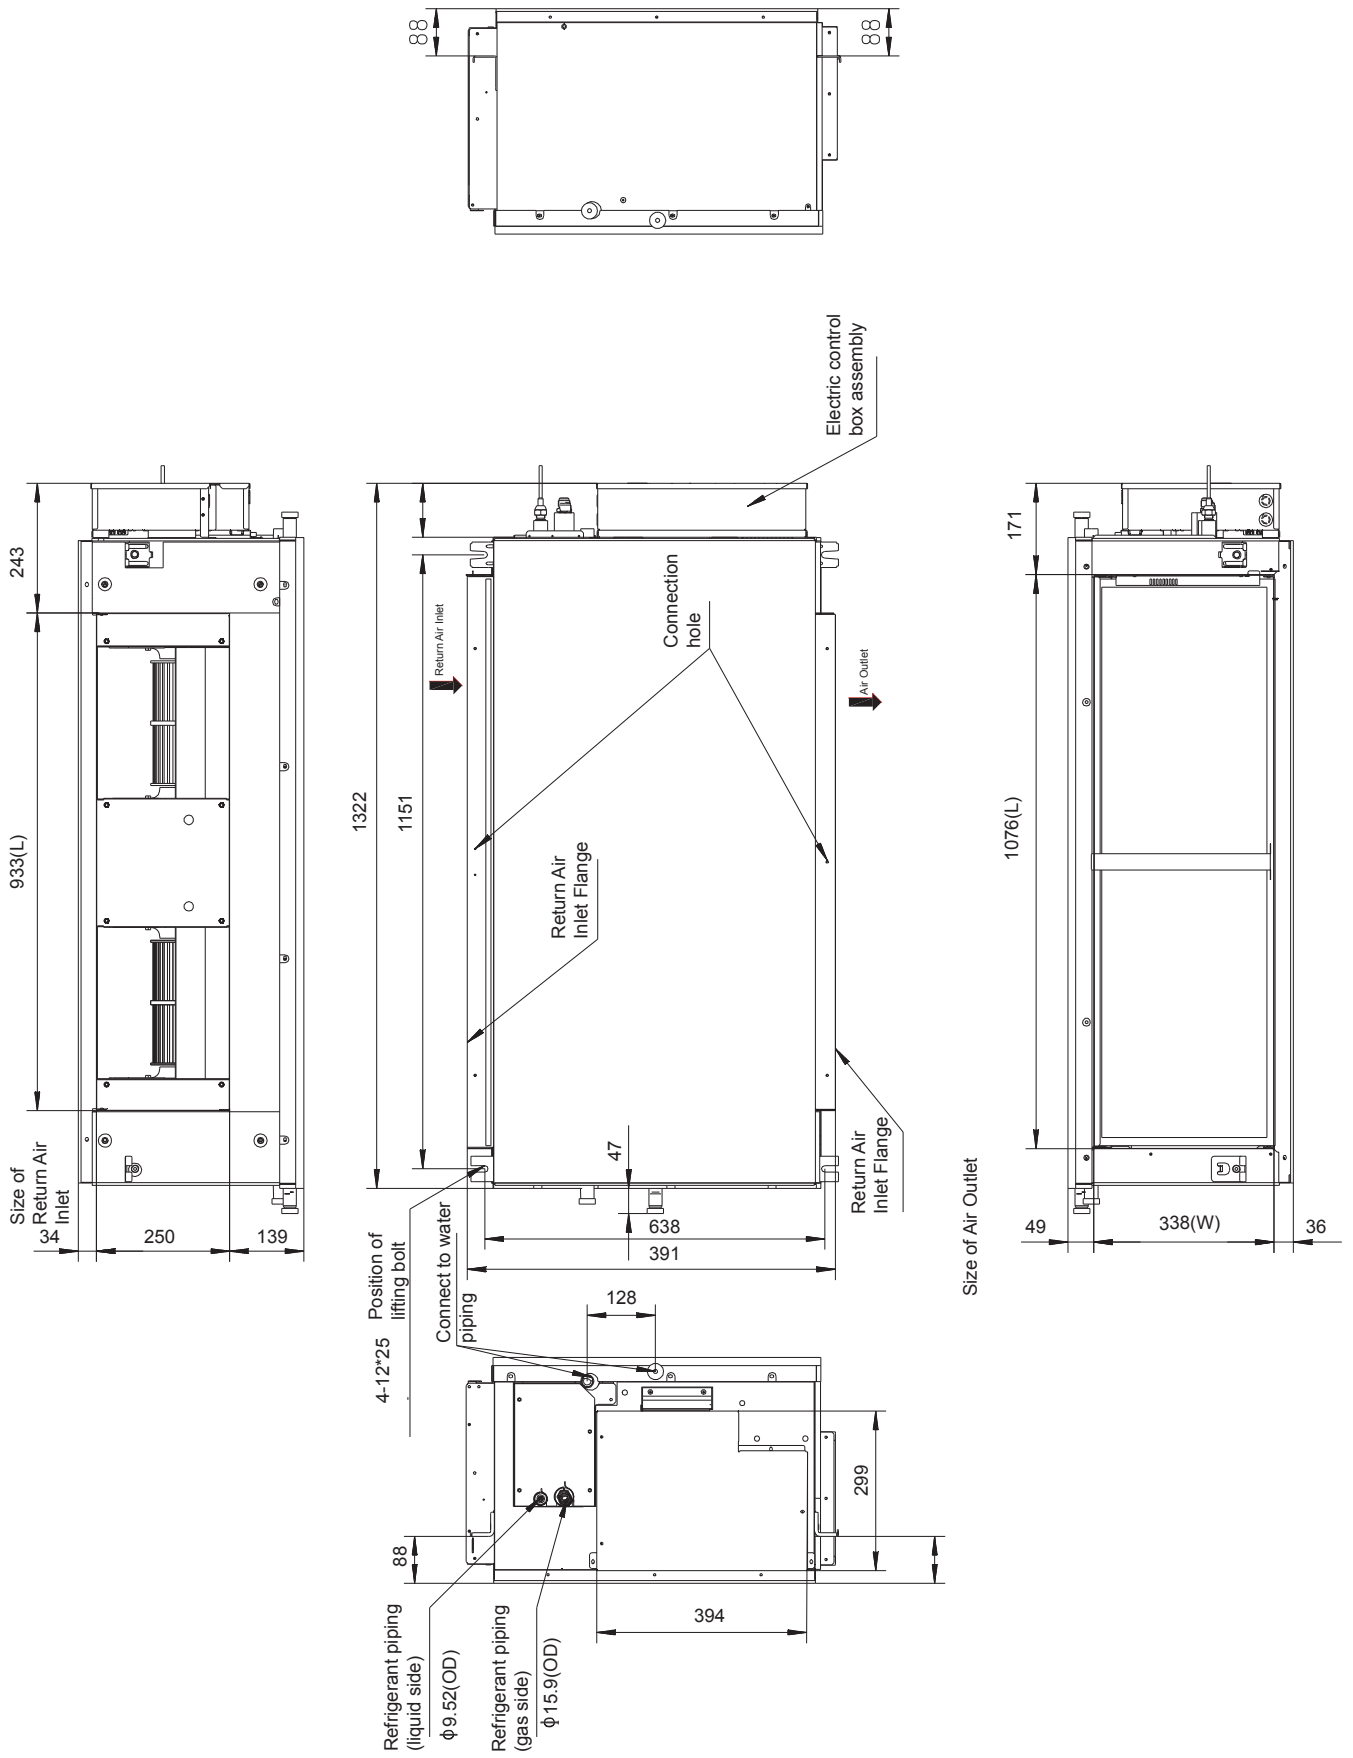 88
88
Electric control
box assembly
243
933(L)
Size of
Return Air
Inlet
34
250
139
1322
1151
Return Air Inlet
Connection
hole
Air Outlet
Return Air
Inlet Flange
47
638
391
Return Air
Inlet Flange
Position of
lifting bolt
4-12*25
Connect to water
piping
128
171
1076(L)
Size of Air Outlet
49
338(W)
36
88
299
394
Refrigerant piping
(liquid side)
ϕ9.52(OD)
Refrigerant piping
(gas side)
ϕ15.9(OD)